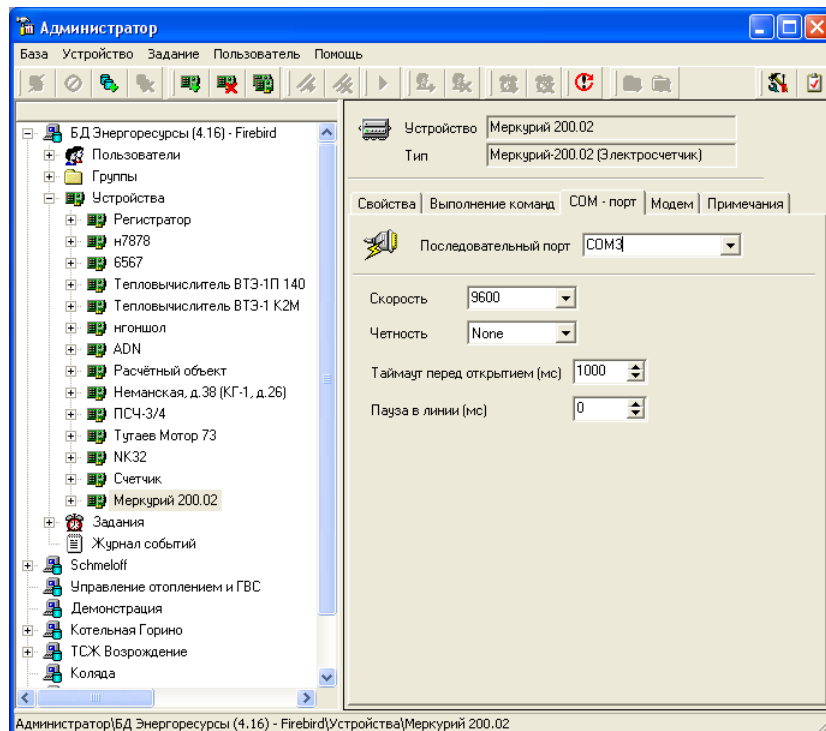 Администратор
База Устройство Задание Пользователь Помощь
БД Энергоресурсы (4.16) - Firebird
Пользователи
Группы
Устройства
Регистратор
н7878
6567
Тепловычислитель ВТЭ-1П 140
Тепловычислитель ВТЭ-1 К2М
нгоншол
ADN
Расчётный объект
Неманская, д.38 (КГ-1, д.26)
ПСЧ-3/4
Тутаев Мотор 73
NK32
Счетчик
Меркурий 200.02
Задания
Журнал событий
Schmeloff
Управление отоплением и ГВС
Демонстрация
Котельная Горино
ТСЖ Возрождение
Коляда
Устройство Меркурий 200.02
Тип Меркурий-200.02 (Электросчетчик)
Свойства Выполнение команд COM - порт Модем Примечания
Последовательный порт COM3
Скорость 9600
Четность None
Таймаут перед открытием (мс) 1000
Пауза в линии (мс) 0
Администратор\БД Энергоресурсы (4.16) - Firebird\Устройства\Меркурий 200.02